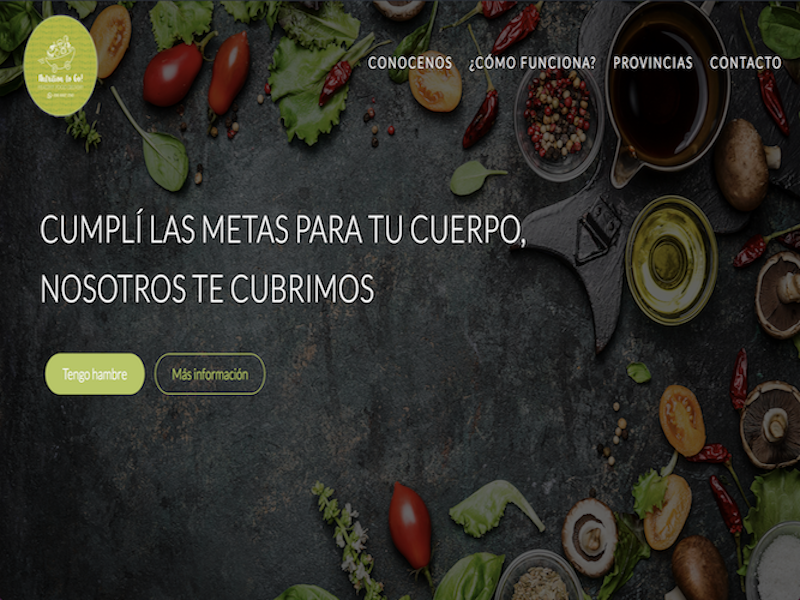 Nutrition to Go!
CONOCENOS ¿CÓMO FUNCIONA? PROVINCIAS CONTACTO
CUMPLÍ LAS METAS PARA TU CUERPO,
NOSOTROS TE CUBRIMOS
Tengo hambre Más información